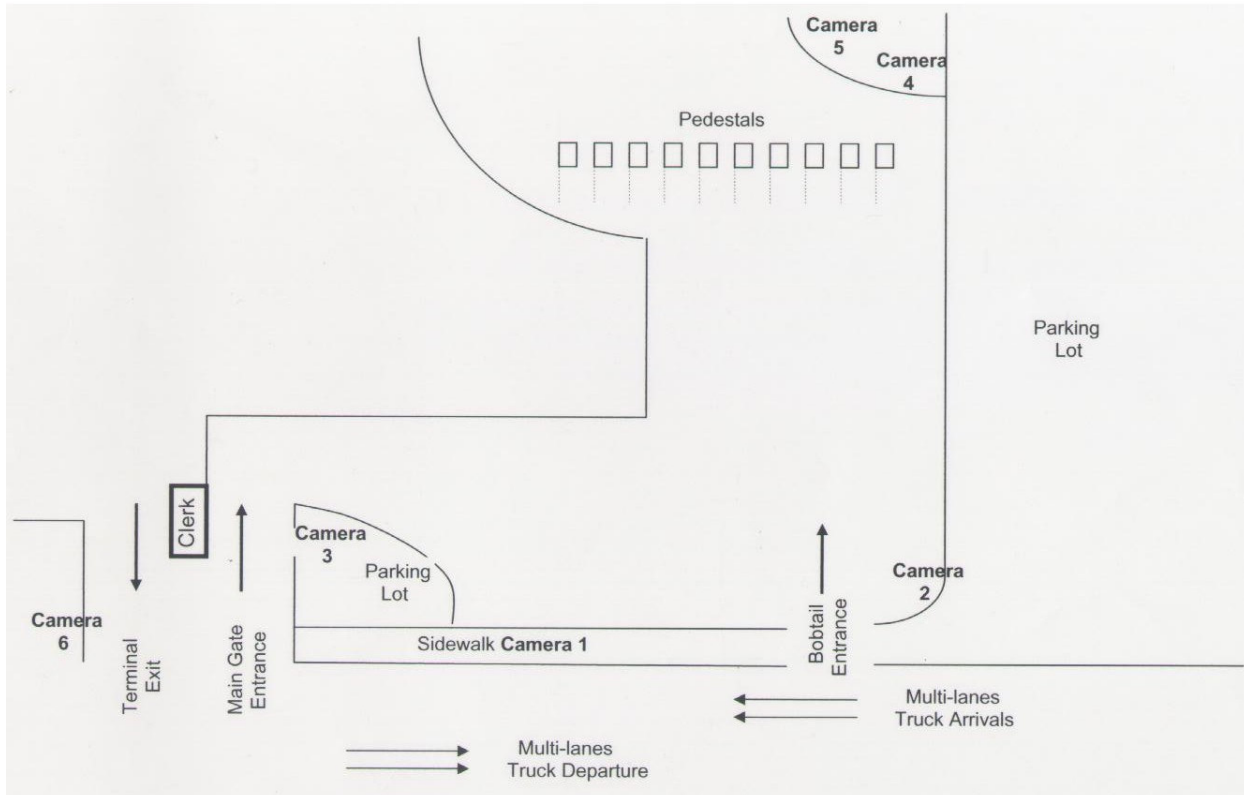 Camera
5
Camera
4
Pedestals
Parking
Lot
Clerk
Camera
3
Parking
Lot
Camera
2
Camera
6
Terminal
Exit
Main Gate
Entrance
Sidewalk Camera 1
Bobtail
Entrance
Multi-lanes
Truck Arrivals
Multi-lanes
Truck Departure